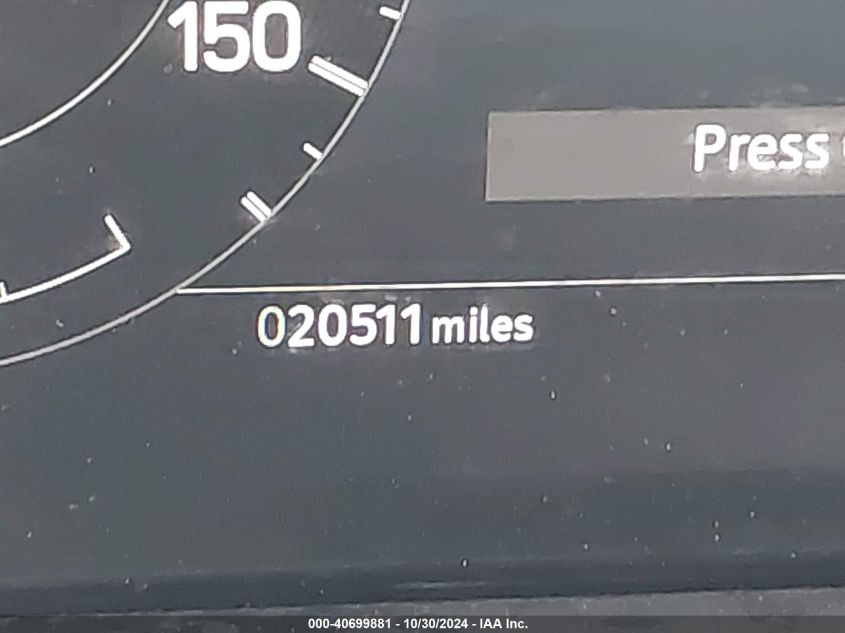 150
Press
020511 miles
000-40699881 - 10/30/2024 - IAA Inc.